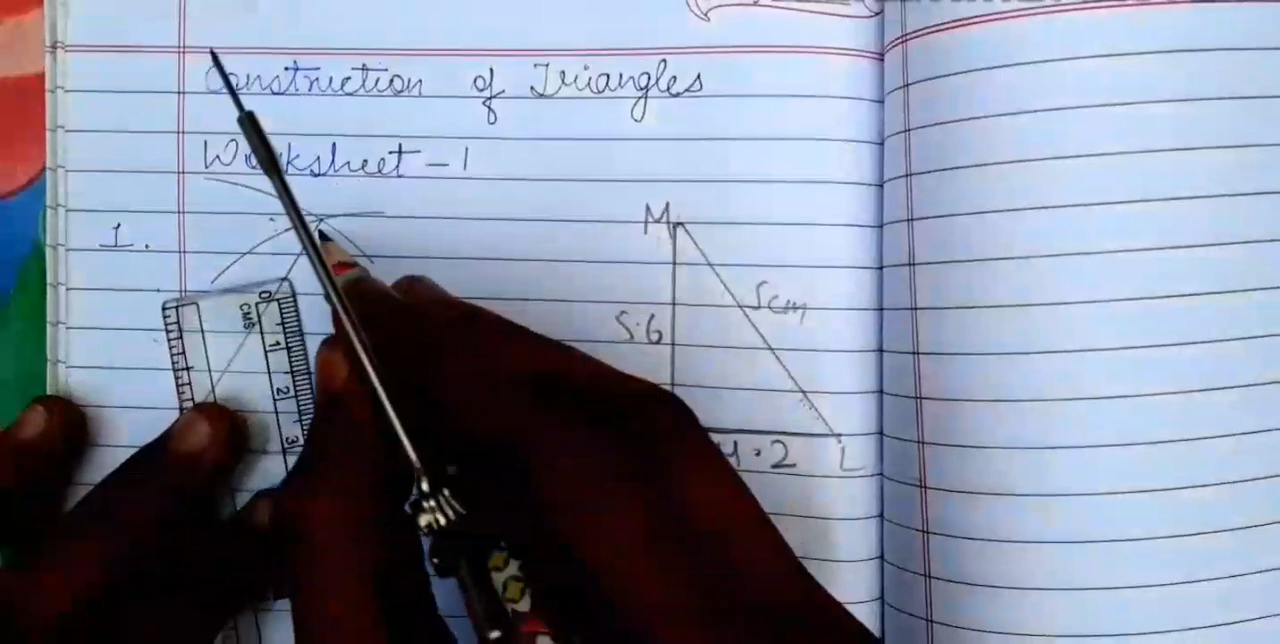 Construction of Triangles
Worksheet - 1
1.
M
5cm
5.6
4.2
L
0
CMS
1
2
3